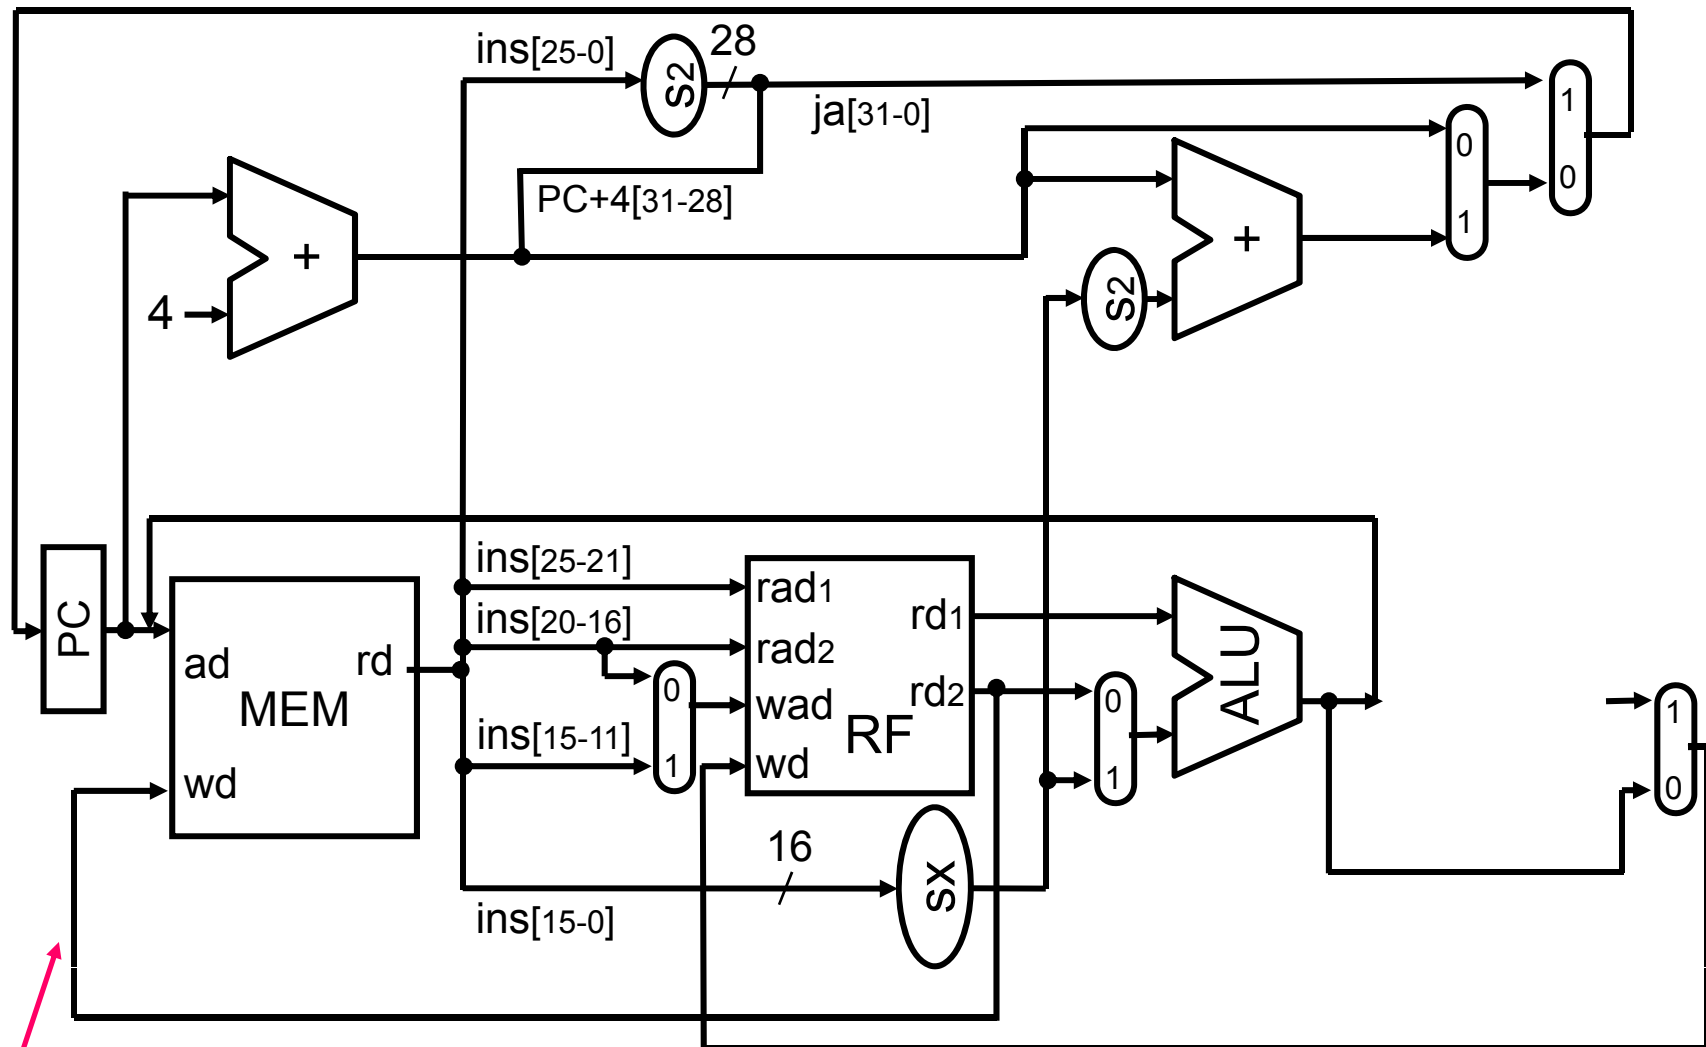 ins[25-0]
s2
28
ja[31-0]
1
0
0
1
PC+4[31-28]
+
4
+
s2
PC
ad
rd
MEM
wd
ins[25-21]
ins[20-16]
0
ins[15-11]
1
rad1
rad2
wad
wd
rd1
rd2
RF
0
1
ALU
1
0
16
sx
ins[15-0]